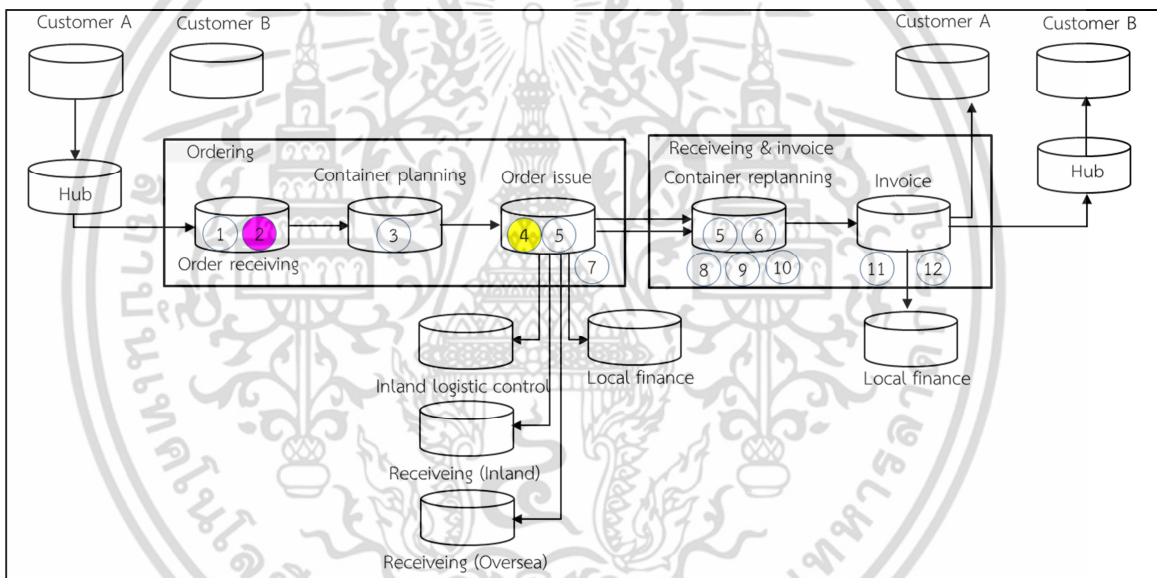 Customer A
Customer B
Customer A
Customer B
Hub
Ordering
Container planning
Order issue
1
2
3
4
5
7
Order receiving
Receiveing & invoice
Container replanning
Invoice
5
6
8
9
10
11
12
Hub
Inland logistic control
Local finance
Local finance
Receiveing (Inland)
Receiveing (Oversea)